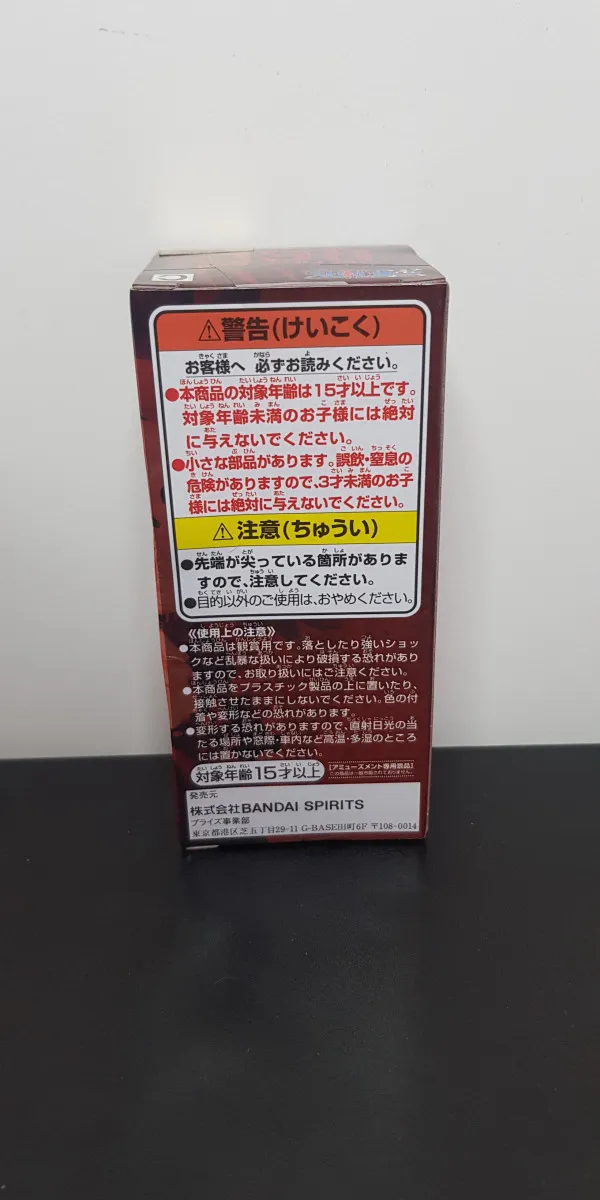 ⚠警告(けいこく)
お客様へ 必ずお読みください。
●本商品の対象年齢は15才以上です。
対象年齢未満のお子様には絶対
に与えないでください。
●小さな部品があります。誤飲・窒息の
危険がありますので、3才未満のお子
様には絶対に与えないでください。
⚠注意(ちゅうい)
●先端が尖っている箇所がありま
すので、注意してください。
●目的以外のご使用は、おやめください。
《使用上の注意》
●本商品は観賞用です。落としたり強いショッ
クなど乱暴な扱いにより破損する恐れがあり
ますので、お取り扱いにはご注意ください。
●本商品をプラスチック製品の上に置いたり、
接触させたままにしないでください。色の付
着や変形などの恐れがあります。
●変形する恐れがありますので、直射日光の当
たる場所や窓際・車内など高温・多湿のところ
には置かないでください。
対象年齢15才以上
【アミューズメント専用景品】
この商品は一般市販されておりません。
発売元
株式会社BANDAI SPIRITS
プライズ事業部
東京都港区芝五丁目29-11 G-BASE田町6F 〒108-0014